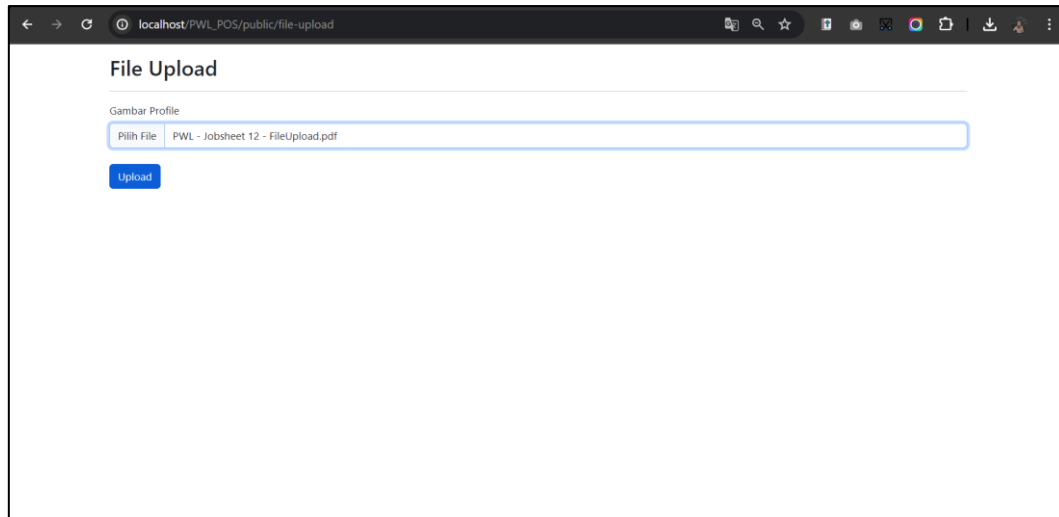 localhost/PWL_POS/public/file-upload
File Upload
Gambar Profile
Pilih File PWL - Jobsheet 12 - FileUpload.pdf
Upload